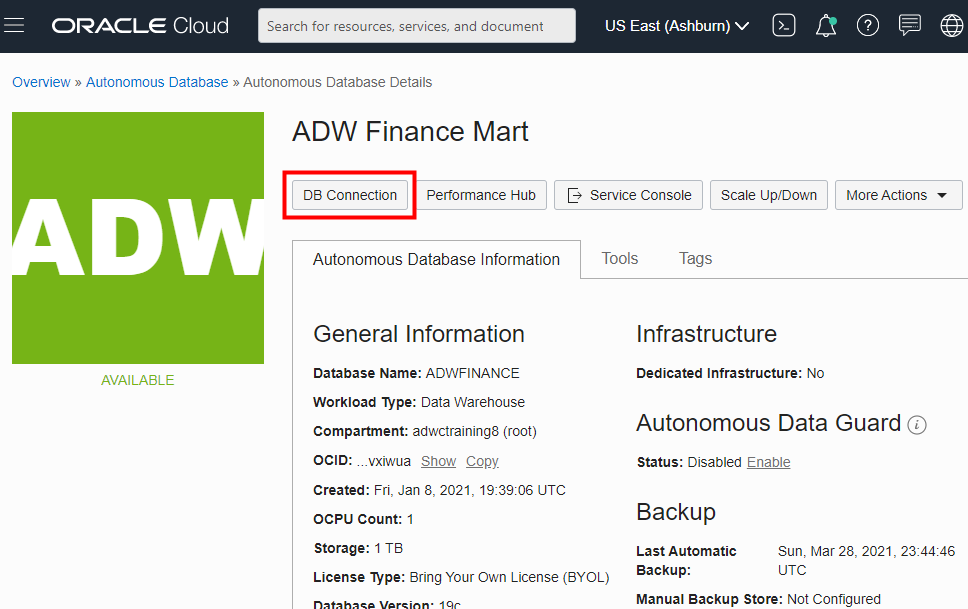 ORACLE Cloud
Search for resources, services, and document
US East (Ashburn)
Overview » Autonomous Database » Autonomous Database Details
ADW
AVAILABLE
ADW Finance Mart
DB Connection
Performance Hub
Service Console
Scale Up/Down
More Actions
Autonomous Database Information
Tools
Tags
General Information
Database Name: ADWFINANCE
Workload Type: Data Warehouse
Compartment: adwctraining8 (root)
OCID: ...vxiwua Show Copy
Created: Fri, Jan 8, 2021, 19:39:06 UTC
OCPU Count: 1
Storage: 1 TB
License Type: Bring Your Own License (BYOL)
Database Version: 19c
Infrastructure
Dedicated Infrastructure: No
Autonomous Data Guard
Status: Disabled Enable
Backup
Last Automatic Backup: Sun, Mar 28, 2021, 23:44:46 UTC
Manual Backup Store: Not Configured